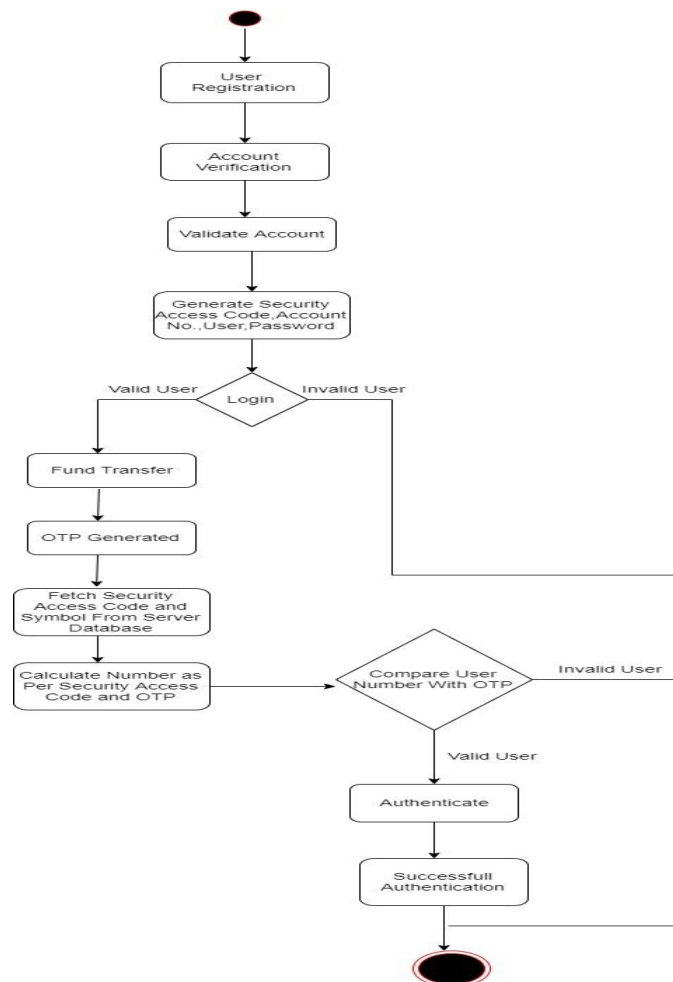 User
Registration
Account
Verification
Validate Account
Generate Security
Access Code,Account
No.,User,Password
Valid User
Invalid User
Login
Fund Transfer
OTP Generated
Fetch Security
Access Code and
Symbol From Server
Database
Calculate Number as
Per Security Access
Code and OTP
Compare User
Number With OTP
Invalid User
Valid User
Authenticate
Successfull
Authentication